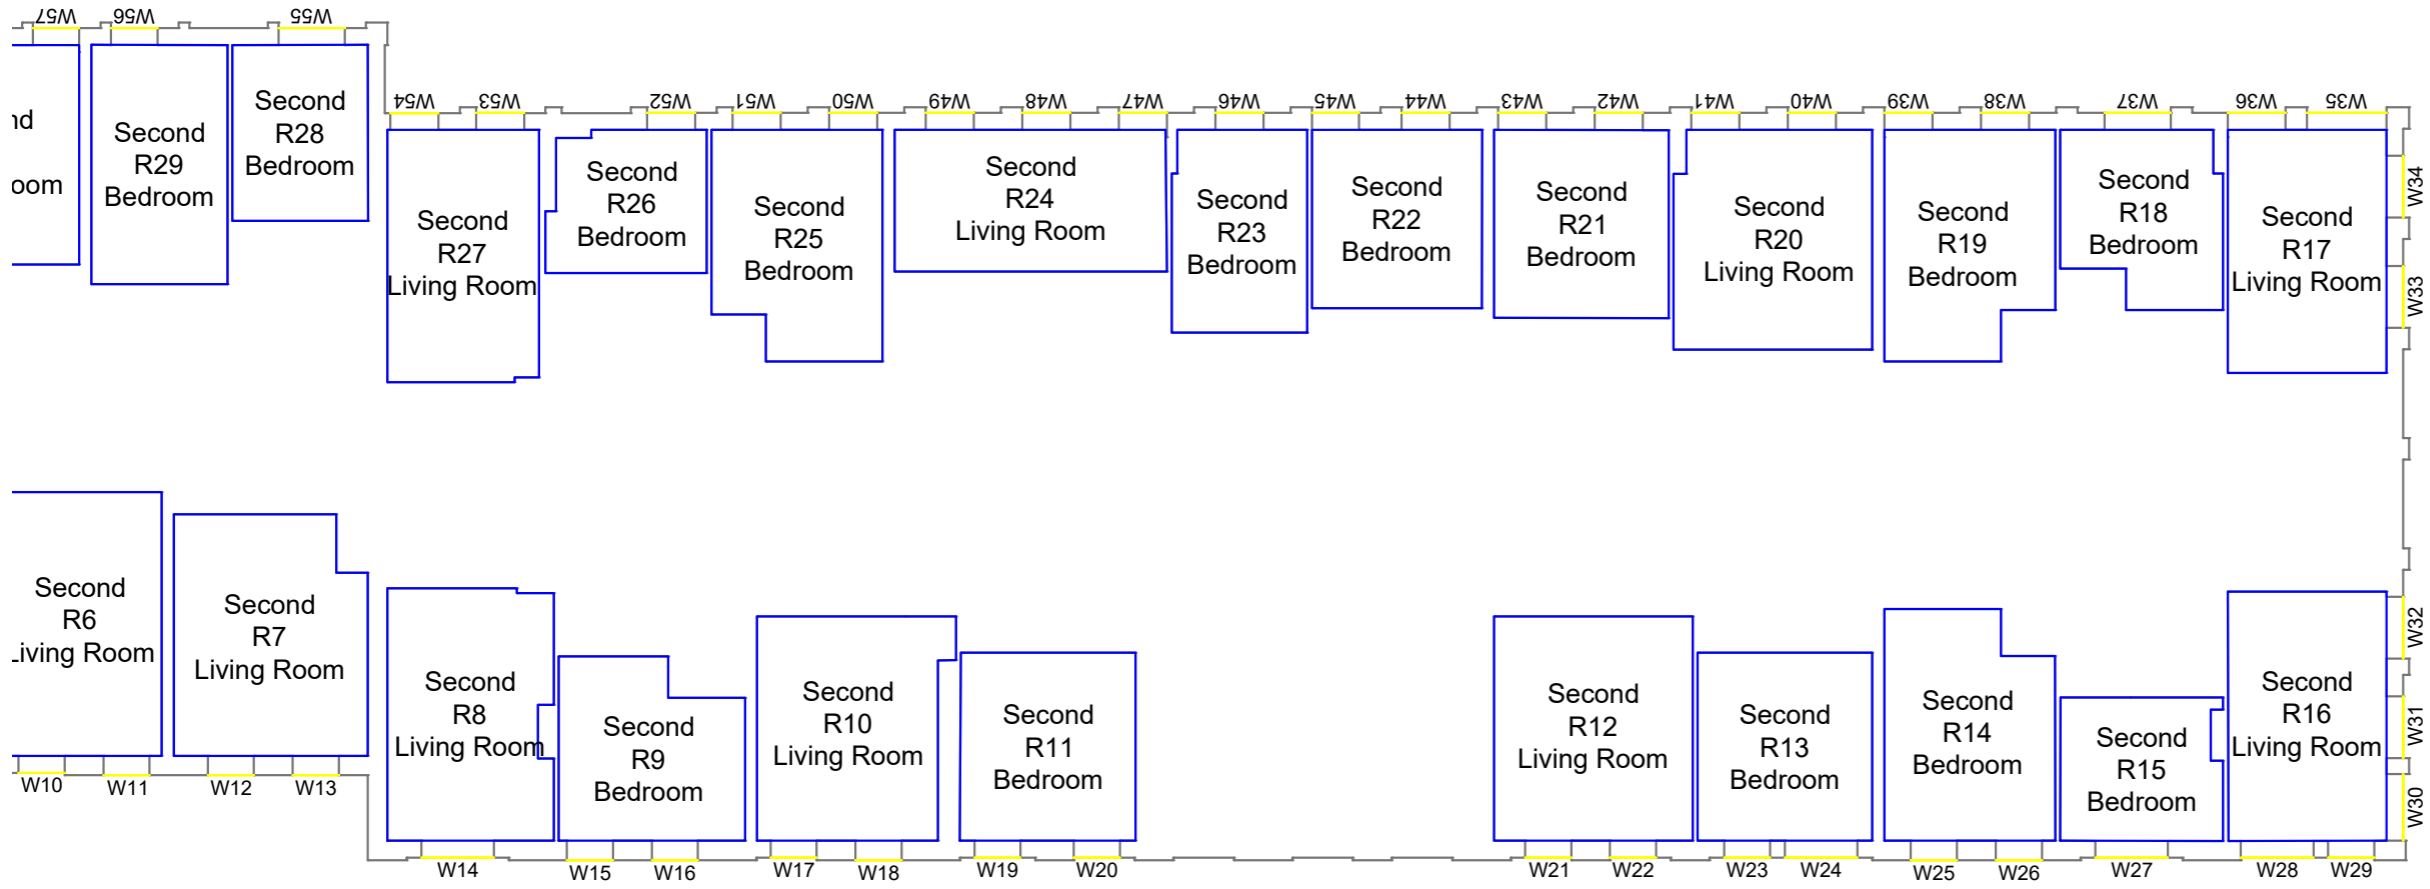 W57 W56 W55
W54 W53 W52 W51 W50 W49 W48 W47 W46 W45 W44 W43 W42 W41 W40 W39 W38 W37 W36 W35
nd
oom
Second
R29
Bedroom
Second
R28
Bedroom
Second
R27
Living Room
Second
R26
Bedroom
Second
R25
Bedroom
Second
R24
Living Room
Second
R23
Bedroom
Second
R22
Bedroom
Second
R21
Bedroom
Second
R20
Living Room
Second
R19
Bedroom
Second
R18
Bedroom
Second
R17
Living Room
W34
W33
Second
R6
Living Room
Second
R7
Living Room
Second
R8
Living Room
Second
R9
Bedroom
Second
R10
Living Room
Second
R11
Bedroom
Second
R12
Living Room
Second
R13
Bedroom
Second
R14
Bedroom
Second
R15
Bedroom
Second
R16
Living Room
W32
W31
W30
W10 W11 W12 W13
W14 W15 W16 W17 W18 W19 W20 W21 W22 W23 W24 W25 W26 W27 W28 W29